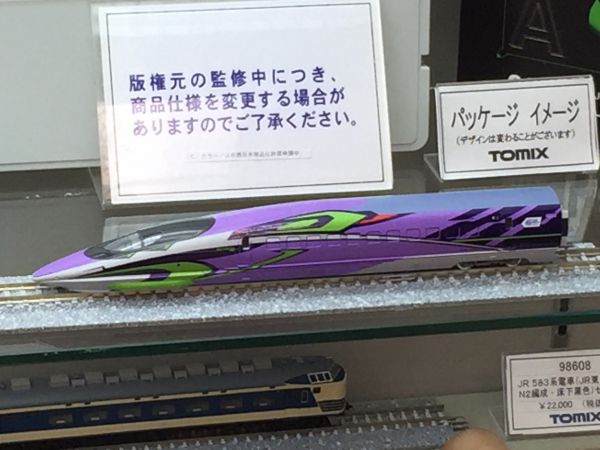 版権元の監修中につき、
商品仕様を変更する場合が
ありますのでご了承ください。
パッケージ イメージ
(デザインは変わることがございます)
TOMIX
A
98608
JR 583系電車(JR東
N2編成・床下黒色)セ
¥22,000 (税抜
TOMIX